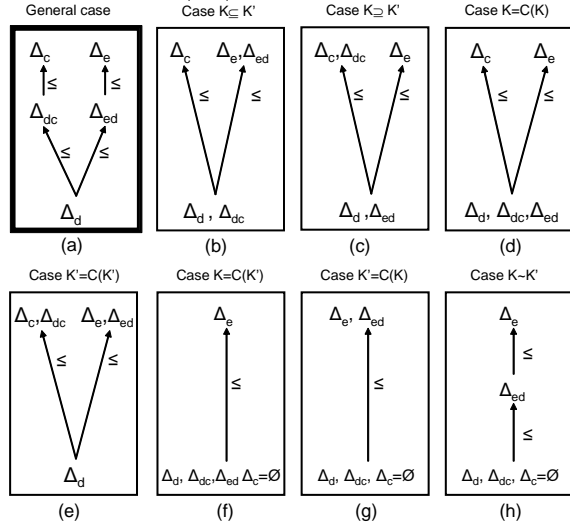 General case
Case K⊆ K’
Case K⊇ K’
Case K=C(K)
Δc Δe
≤ ≤
Δdc Δed
≤ ≤
Δd
(a)
Δc Δe,Δed
≤ ≤
Δd , Δdc
(b)
Δc,Δdc Δe
≤ ≤
Δd ,Δed
(c)
Δc Δe
≤ ≤
Δd, Δdc,Δed
(d)
Case K’=C(K’)
Case K=C(K’)
Case K’=C(K)
Case K~K’
Δc,Δdc Δe,Δed
≤ ≤
Δd
(e)
Δe
≤
Δd, Δdc,Δed Δc=Ø
(f)
Δe, Δed
≤
Δd, Δdc, Δc=Ø
(g)
Δe
≤
Δed
≤
Δd, Δdc, Δc=Ø
(h)